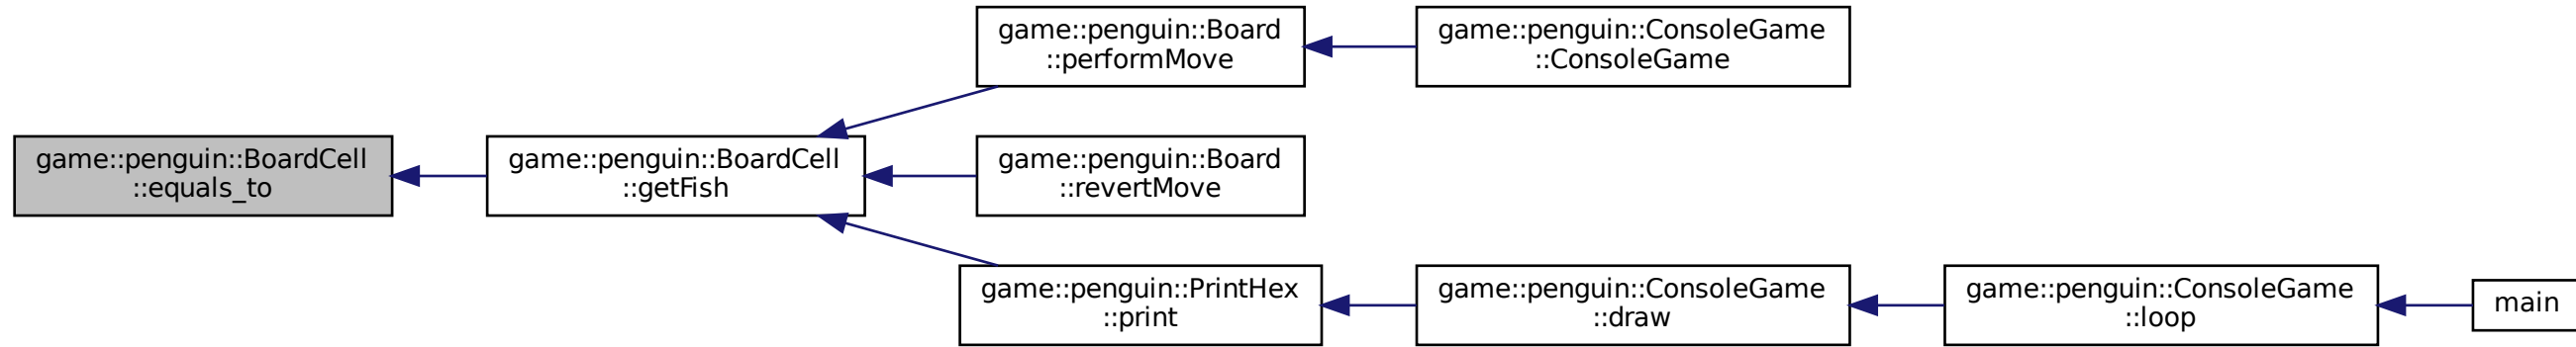 game::penguin::Board
::performMove
game::penguin::ConsoleGame
::ConsoleGame
game::penguin::BoardCell
::equals_to
game::penguin::BoardCell
::getFish
game::penguin::Board
::revertMove
game::penguin::PrintHex
::print
game::penguin::ConsoleGame
::draw
game::penguin::ConsoleGame
::loop
main